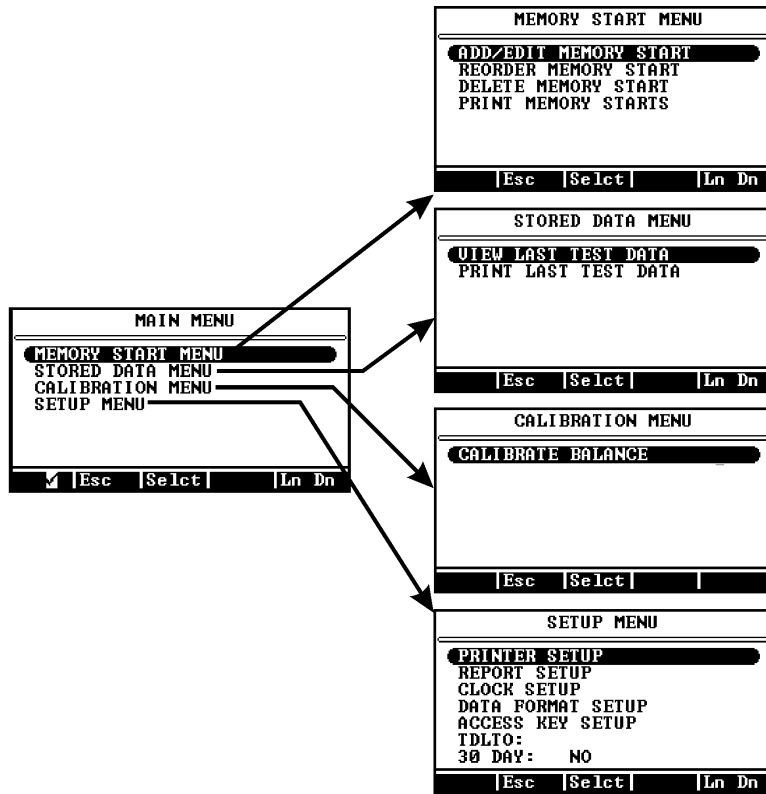 MEMORY START MENU
ADD/EDIT MEMORY START
REORDER MEMORY START
DELETE MEMORY START
PRINT MEMORY STARTS
|Esc |Selct| |Ln Dn
STORED DATA MENU
VIEW LAST TEST DATA
PRINT LAST TEST DATA
|Esc |Selct| |Ln Dn
MAIN MENU
MEMORY START MENU
STORED DATA MENU
CALIBRATION MENU
SETUP MENU
✓ |Esc |Selct| |Ln Dn
CALIBRATION MENU
CALIBRATE BALANCE
|Esc |Selct| |
SETUP MENU
PRINTER SETUP
REPORT SETUP
CLOCK SETUP
DATA FORMAT SETUP
ACCESS KEY SETUP
TDLTO:
30 DAY: NO
|Esc |Selct| |Ln Dn